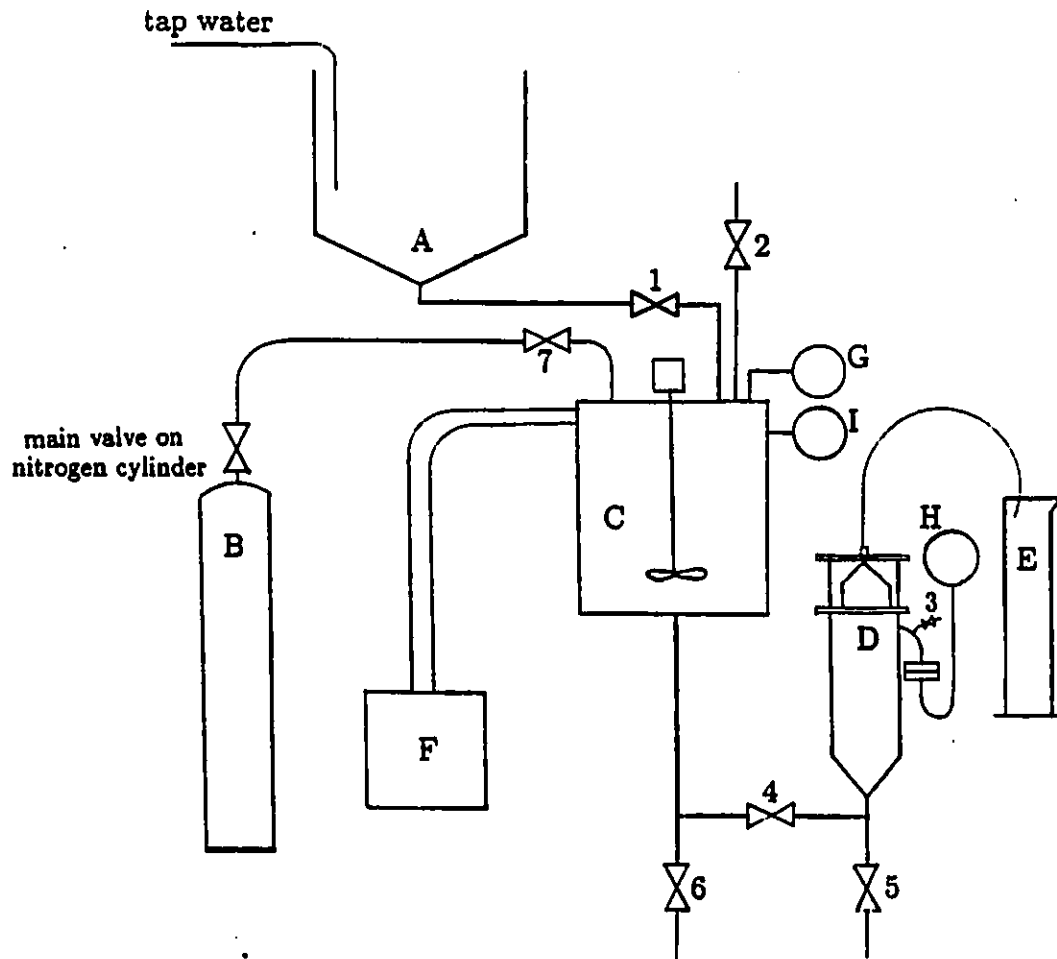 tap water
A
2
1
7
G
I
main valve on
nitrogen cylinder
B
C
H
E
3
D
F
4
6
5